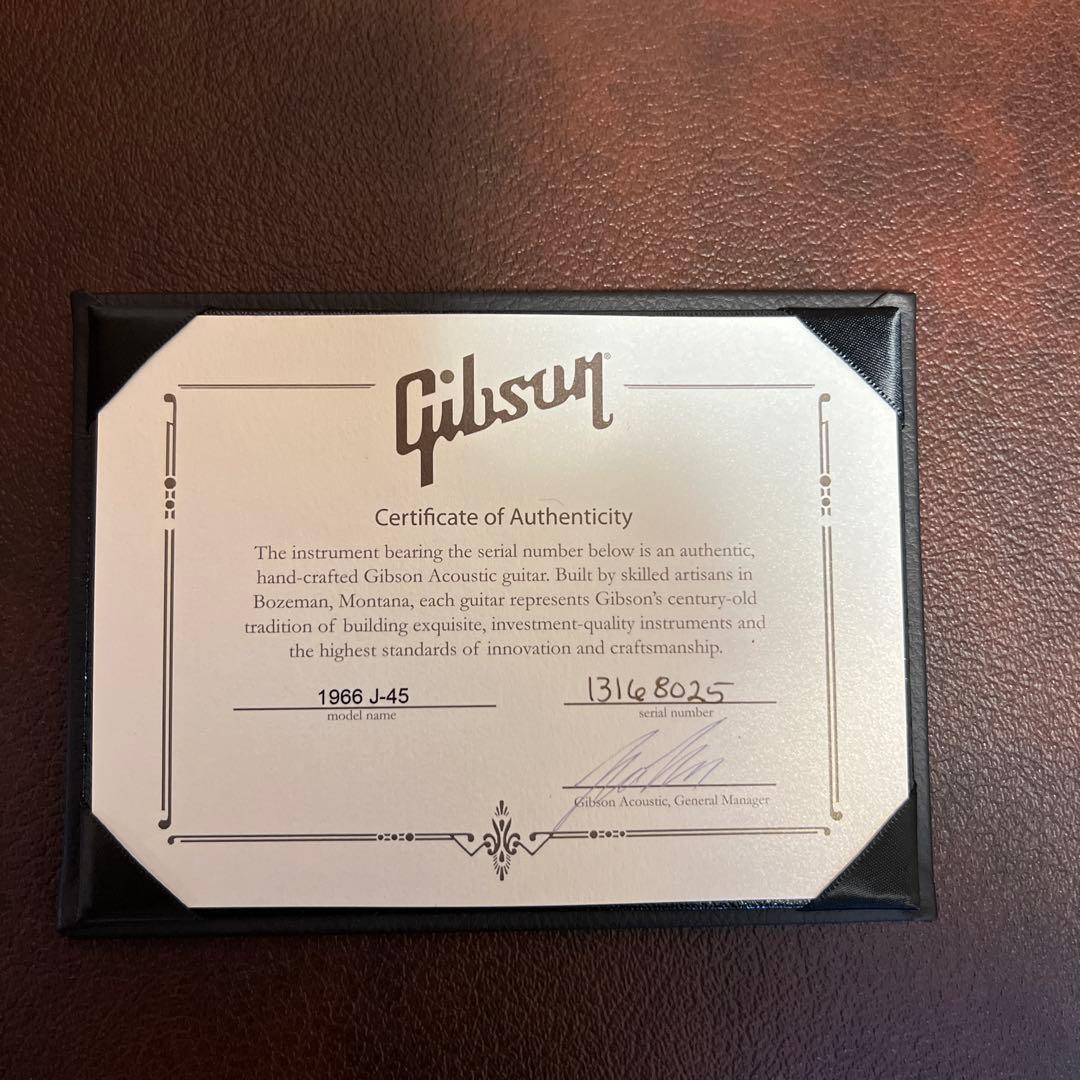 Gibson®
Certificate of Authenticity
The instrument bearing the serial number below is an authentic,
hand-crafted Gibson Acoustic guitar. Built by skilled artisans in
Bozeman, Montana, each guitar represents Gibson's century-old
tradition of building exquisite, investment-quality instruments and
the highest standards of innovation and craftsmanship.
1966 J-45 13168025
model name serial number
Gibson Acoustic, General Manager